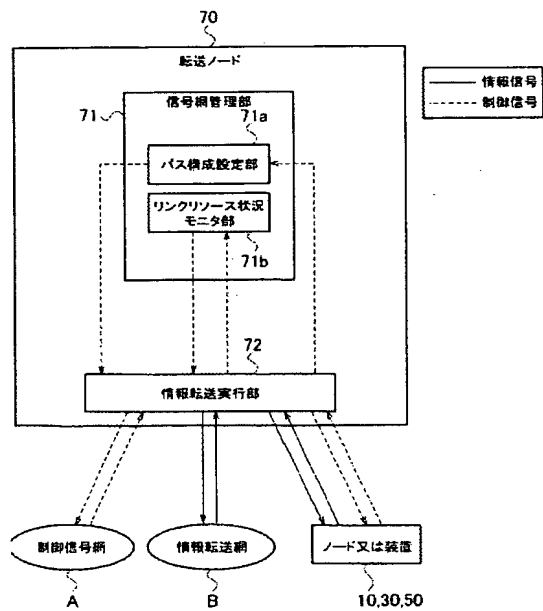 70
転送ノード
情報信号
制御信号
71
信号網管理部
71a
パス構成設定部
リンクリソース状況
モニタ部
71b
72
情報転送実行部
制御信号網
情報転送網
ノード又は装置
A
B
10,30,50